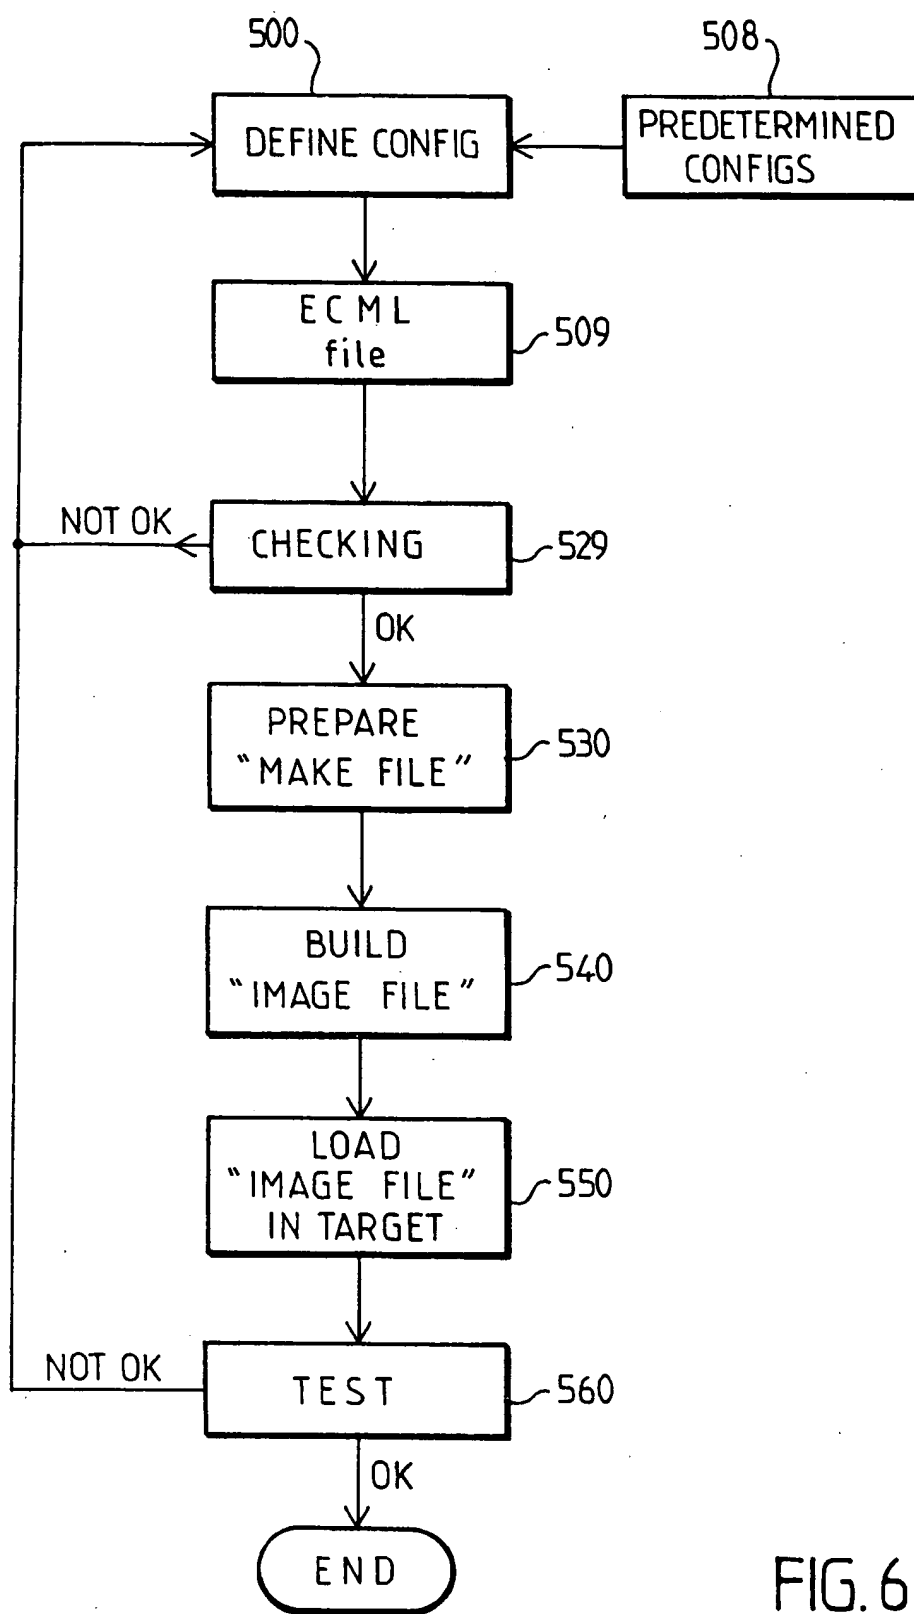 500
508
DEFINE CONFIG
PREDETERMINED
CONFIGS
ECML
file
509
NOT OK
CHECKING
529
OK
PREPARE
"MAKE FILE"
530
BUILD
"IMAGE FILE"
540
LOAD
"IMAGE FILE"
IN TARGET
550
NOT OK
TEST
560
OK
END
FIG. 6